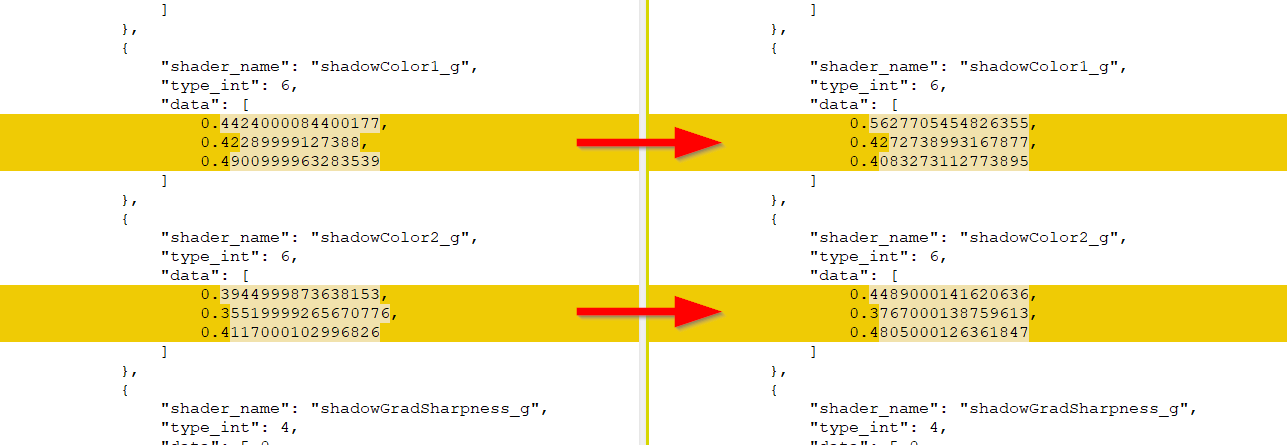 ]
},
{
"shader_name": "shadowColor1_g",
"type_int": 6,
"data": [
0.4424000084400177,
0.42289999127388,
0.4900999963283539
]
},
{
"shader_name": "shadowColor2_g",
"type_int": 6,
"data": [
0.3944999873638153,
0.35519999265670776,
0.4117000102996826
]
},
{
"shader_name": "shadowGradSharpness_g",
"type_int": 4,
]
},
{
"shader_name": "shadowColor1_g",
"type_int": 6,
"data": [
0.5627705454826355,
0.4272738993167877,
0.4083273112773895
]
},
{
"shader_name": "shadowColor2_g",
"type_int": 6,
"data": [
0.4489000141620636,
0.3767000138759613,
0.4805000126361847
]
},
{
"shader_name": "shadowGradSharpness_g",
"type_int": 4,